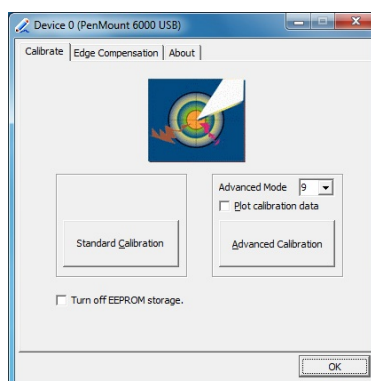 Device 0 (PenMount 6000 USB)
Calibrate Edge Compensation About
Advanced Mode 9
Plot calibration data
Standard Calibration Advanced Calibration
Turn off EEPROM storage.
OK